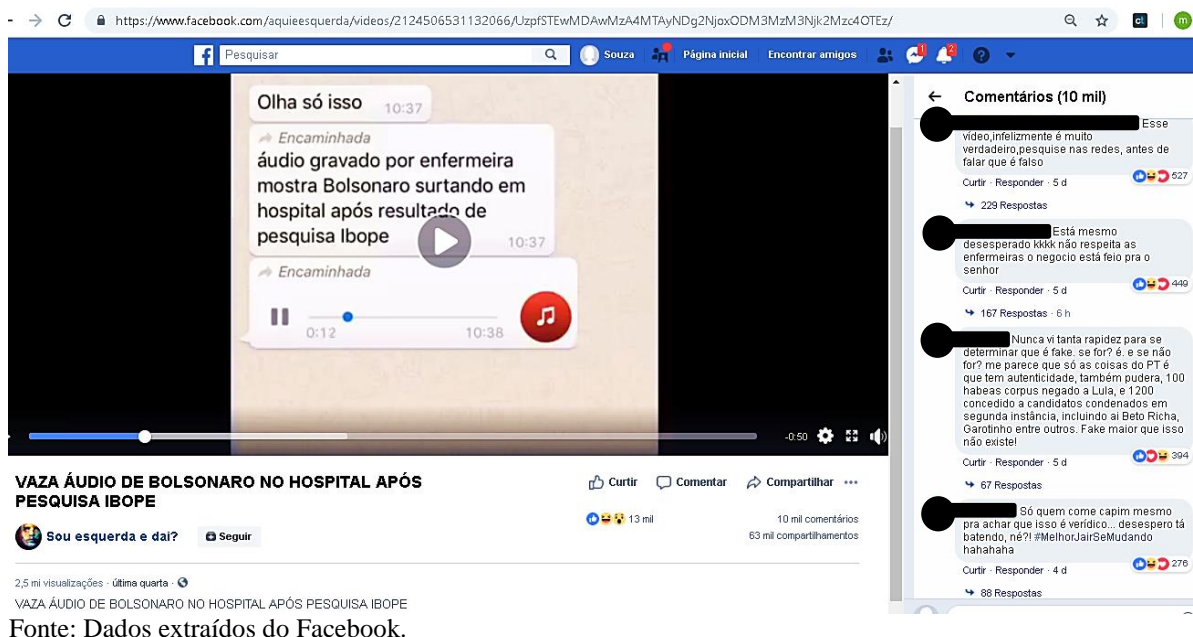 https://www.facebook.com/aquieesquerda/videos/2124506531132066/UzpfSTEwMDAwMzA4MTAyNDg2NjoxODM3MzM3Njk2Mzc4OTEz/
Pesquisar
Souza
Página inicial
Encontrar amigos
1
2
Olha só isso 10:37
Encaminhada
áudio gravado por enfermeira
mostra Bolsonaro surtando em
hospital após resultado de
pesquisa Ibope 10:37
Encaminhada
0:12 10:38
-0:50
VAZA ÁUDIO DE BOLSONARO NO HOSPITAL APÓS
PESQUISA IBOPE
Curtir Comentar Compartilhar
Sou esquerda e dai? Seguir
13 mil
10 mil comentários
63 mil compartilhamentos
2,5 mi visualizações · última quarta ·
VAZA ÁUDIO DE BOLSONARO NO HOSPITAL APÓS PESQUISA IBOPE
Comentários (10 mil)
Esse
vídeo,infelizmente é muito
verdadeiro,pesquise nas redes, antes de
falar que é falso
527
Curtir · Responder · 5 d
229 Respostas
Está mesmo
desesperado kkkk não respeita as
enfermeiras o negocio está feio pra o
senhor
449
Curtir · Responder · 5 d
167 Respostas · 6 h
Nunca vi tanta rapidez para se
determinar que é fake. se for? é. e se não
for? me parece que só as coisas do PT é
que tem autenticidade, também pudera, 100
habeas corpus negado a Lula, e 1200
concedido a candidatos condenados em
segunda instância, incluindo ai Beto Richa,
Garotinho entre outros. Fake maior que isso
não existe!
394
Curtir · Responder · 5 d
67 Respostas
Só quem come capim mesmo
pra achar que isso é verídico... desespero tá
batendo, né?! #MelhorJairSeMudando
hahahaha
276
Curtir · Responder · 4 d
88 Respostas
Fonte: Dados extraídos do Facebook.